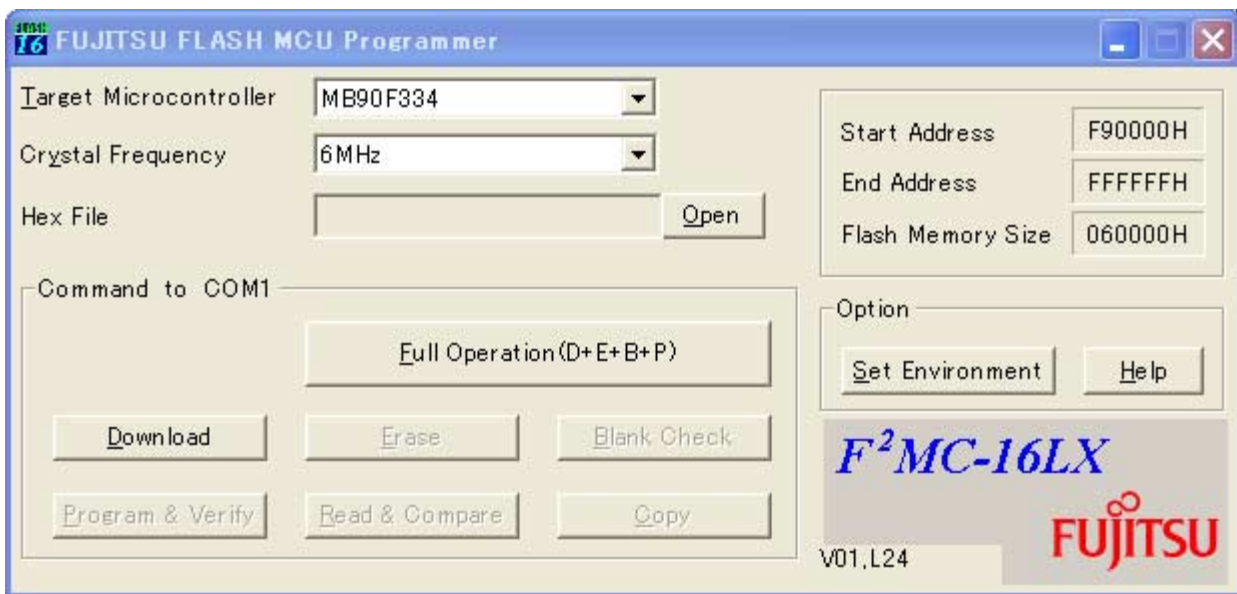 FUJITSU FLASH MCU Programmer
Target Microcontroller
MB90F334
Crystal Frequency
6MHz
Hex File
Open
Start Address
F90000H
End Address
FFFFFFH
Flash Memory Size
060000H
Command to COM1
Full Operation(D+E+B+P)
Download
Erase
Blank Check
Program & Verify
Read & Compare
Copy
Option
Set Environment
Help
F²MC-16LX
FUJITSU
V01,L24